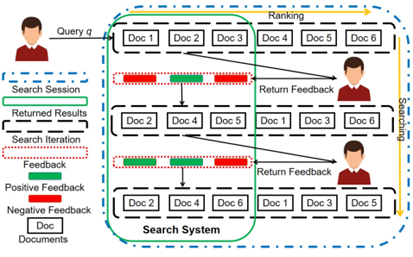 Ranking
Query q
Doc 1 Doc 2 Doc 3 Doc 4 Doc 5 Doc 6
Search Session
Returned Results
Search Iteration
Feedback
Positive Feedback
Negative Feedback
Doc
Documents
Return Feedback
Searching
Doc 2 Doc 4 Doc 5 Doc 1 Doc 3 Doc 6
Return Feedback
Doc 2 Doc 4 Doc 6 Doc 1 Doc 3 Doc 5
Search System